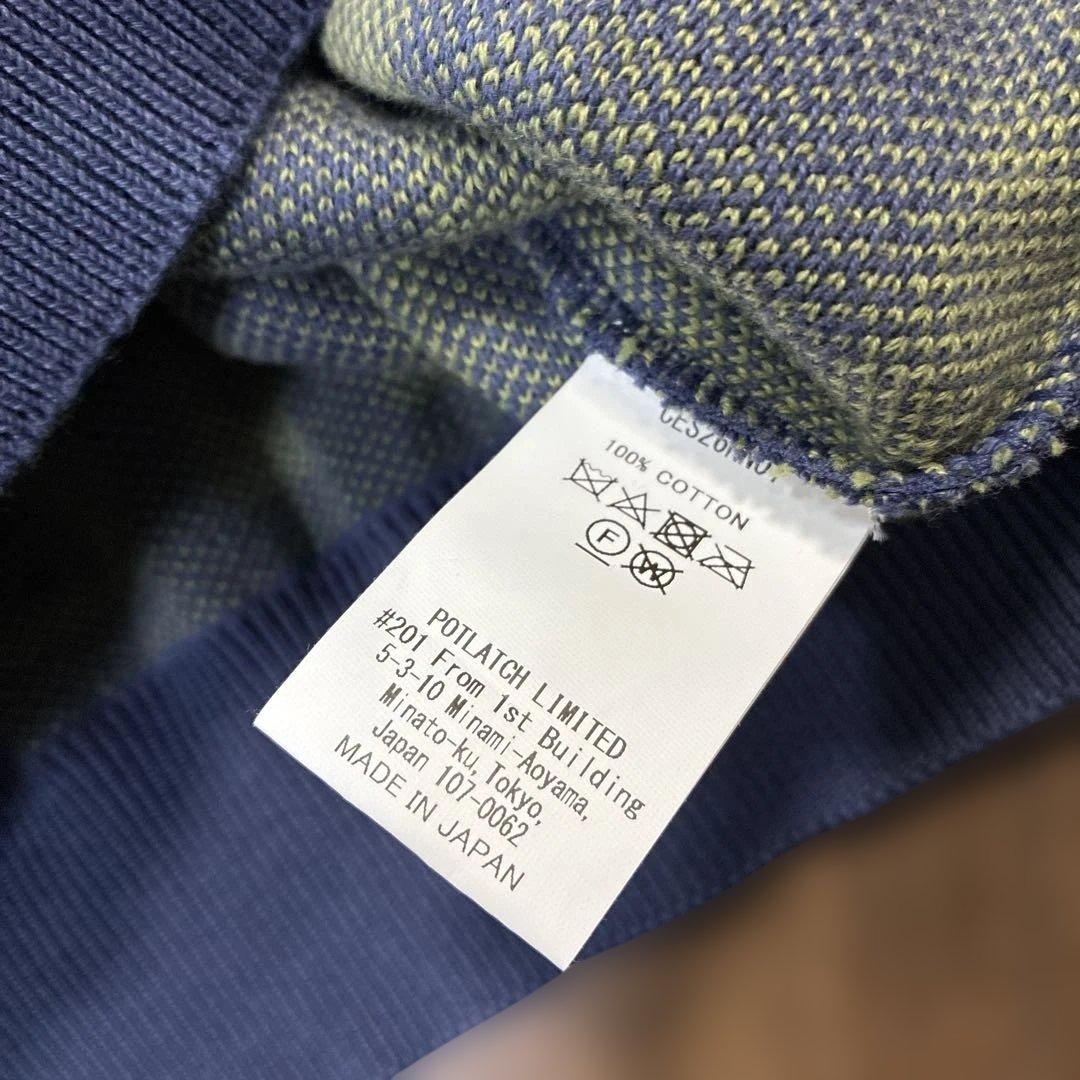 100% COTTON
F
W
POTLATCH LIMITED
#201 From 1st Building
5-3-10 Minami-Aoyama,
Minato-ku, Tokyo,
Japan 107-0062
MADE IN JAPAN